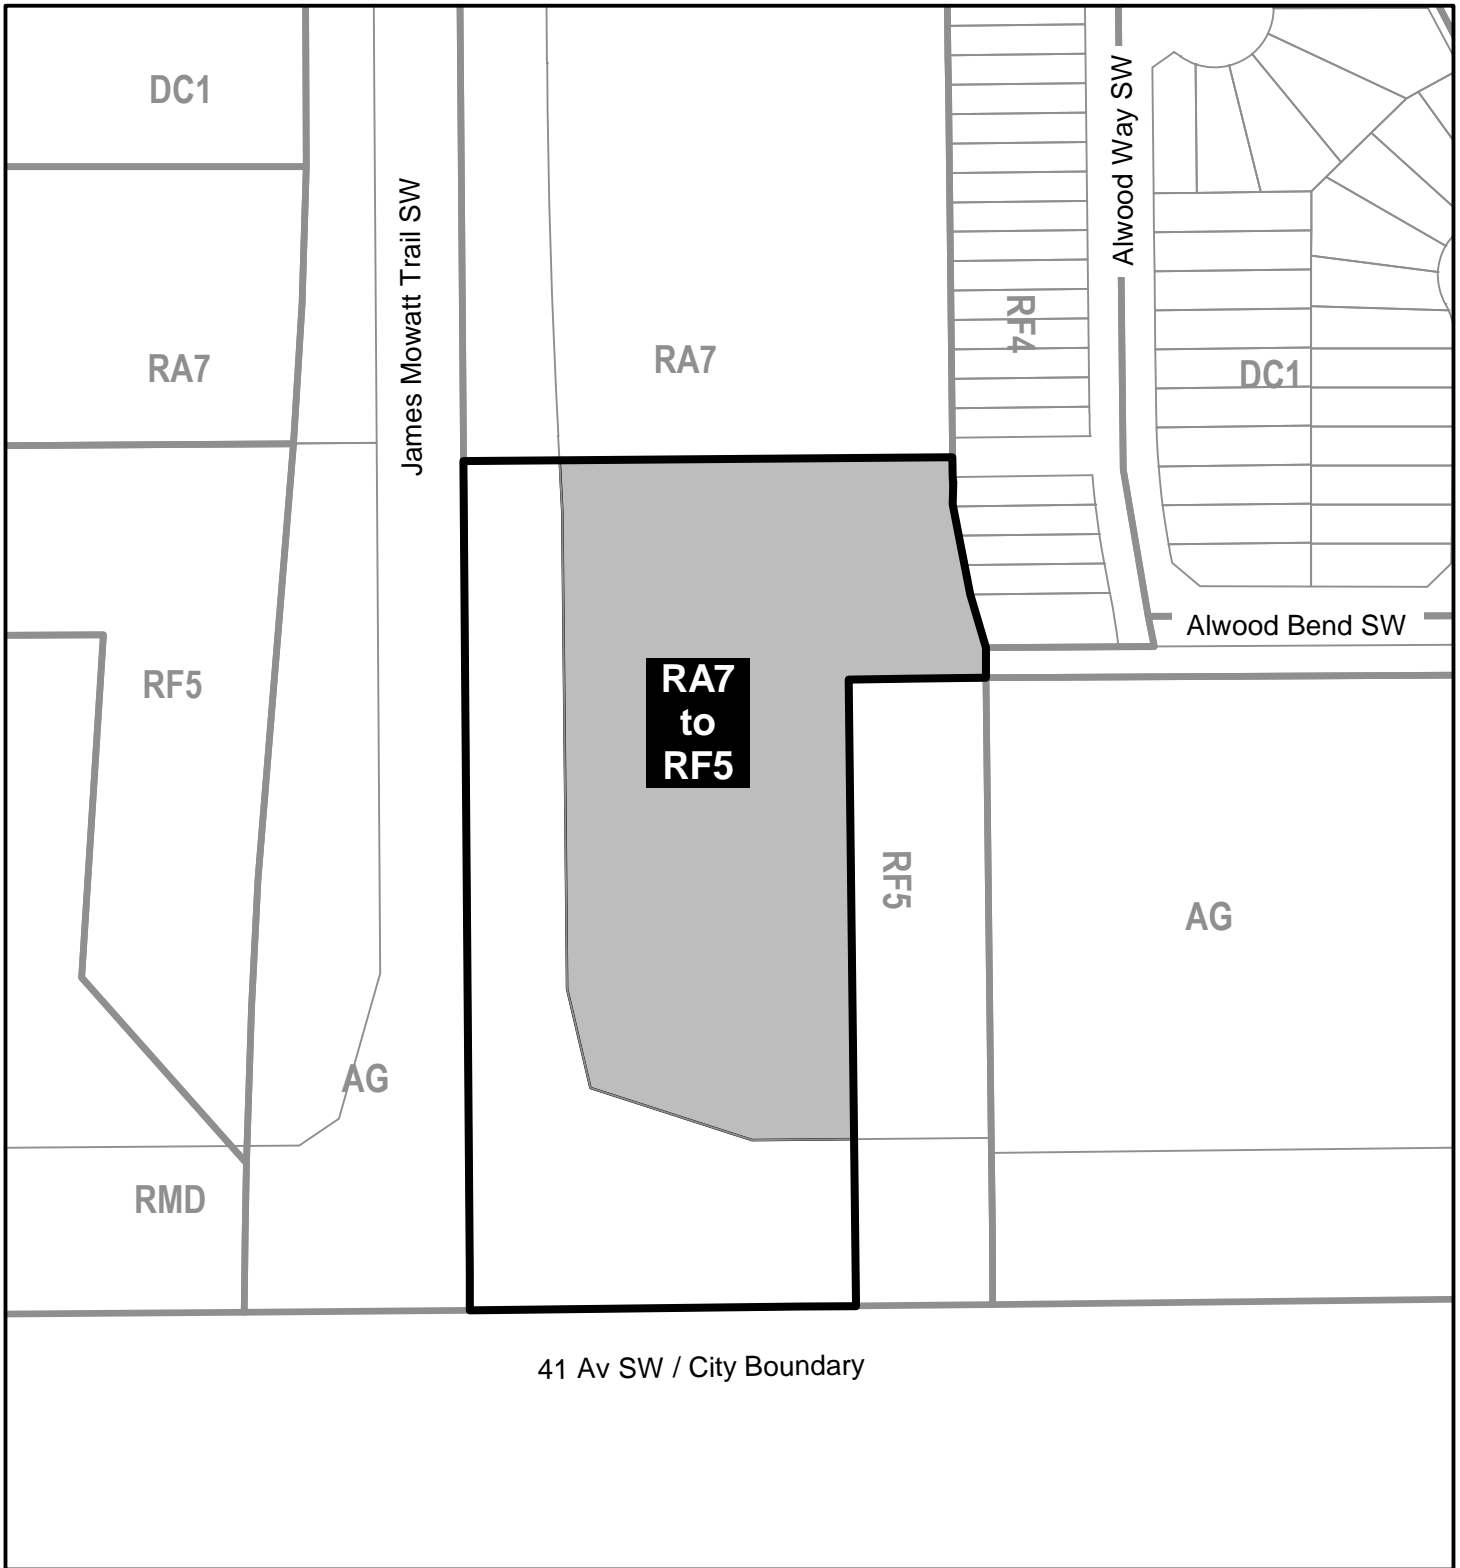 DC1
Alwood Way SW
James Mowatt Trail SW
RF4
RA7
RA7
DC1
Alwood Bend SW
RF5
RA7
to
RF5
RF5
AG
AG
RMD
41 Av SW / City Boundary